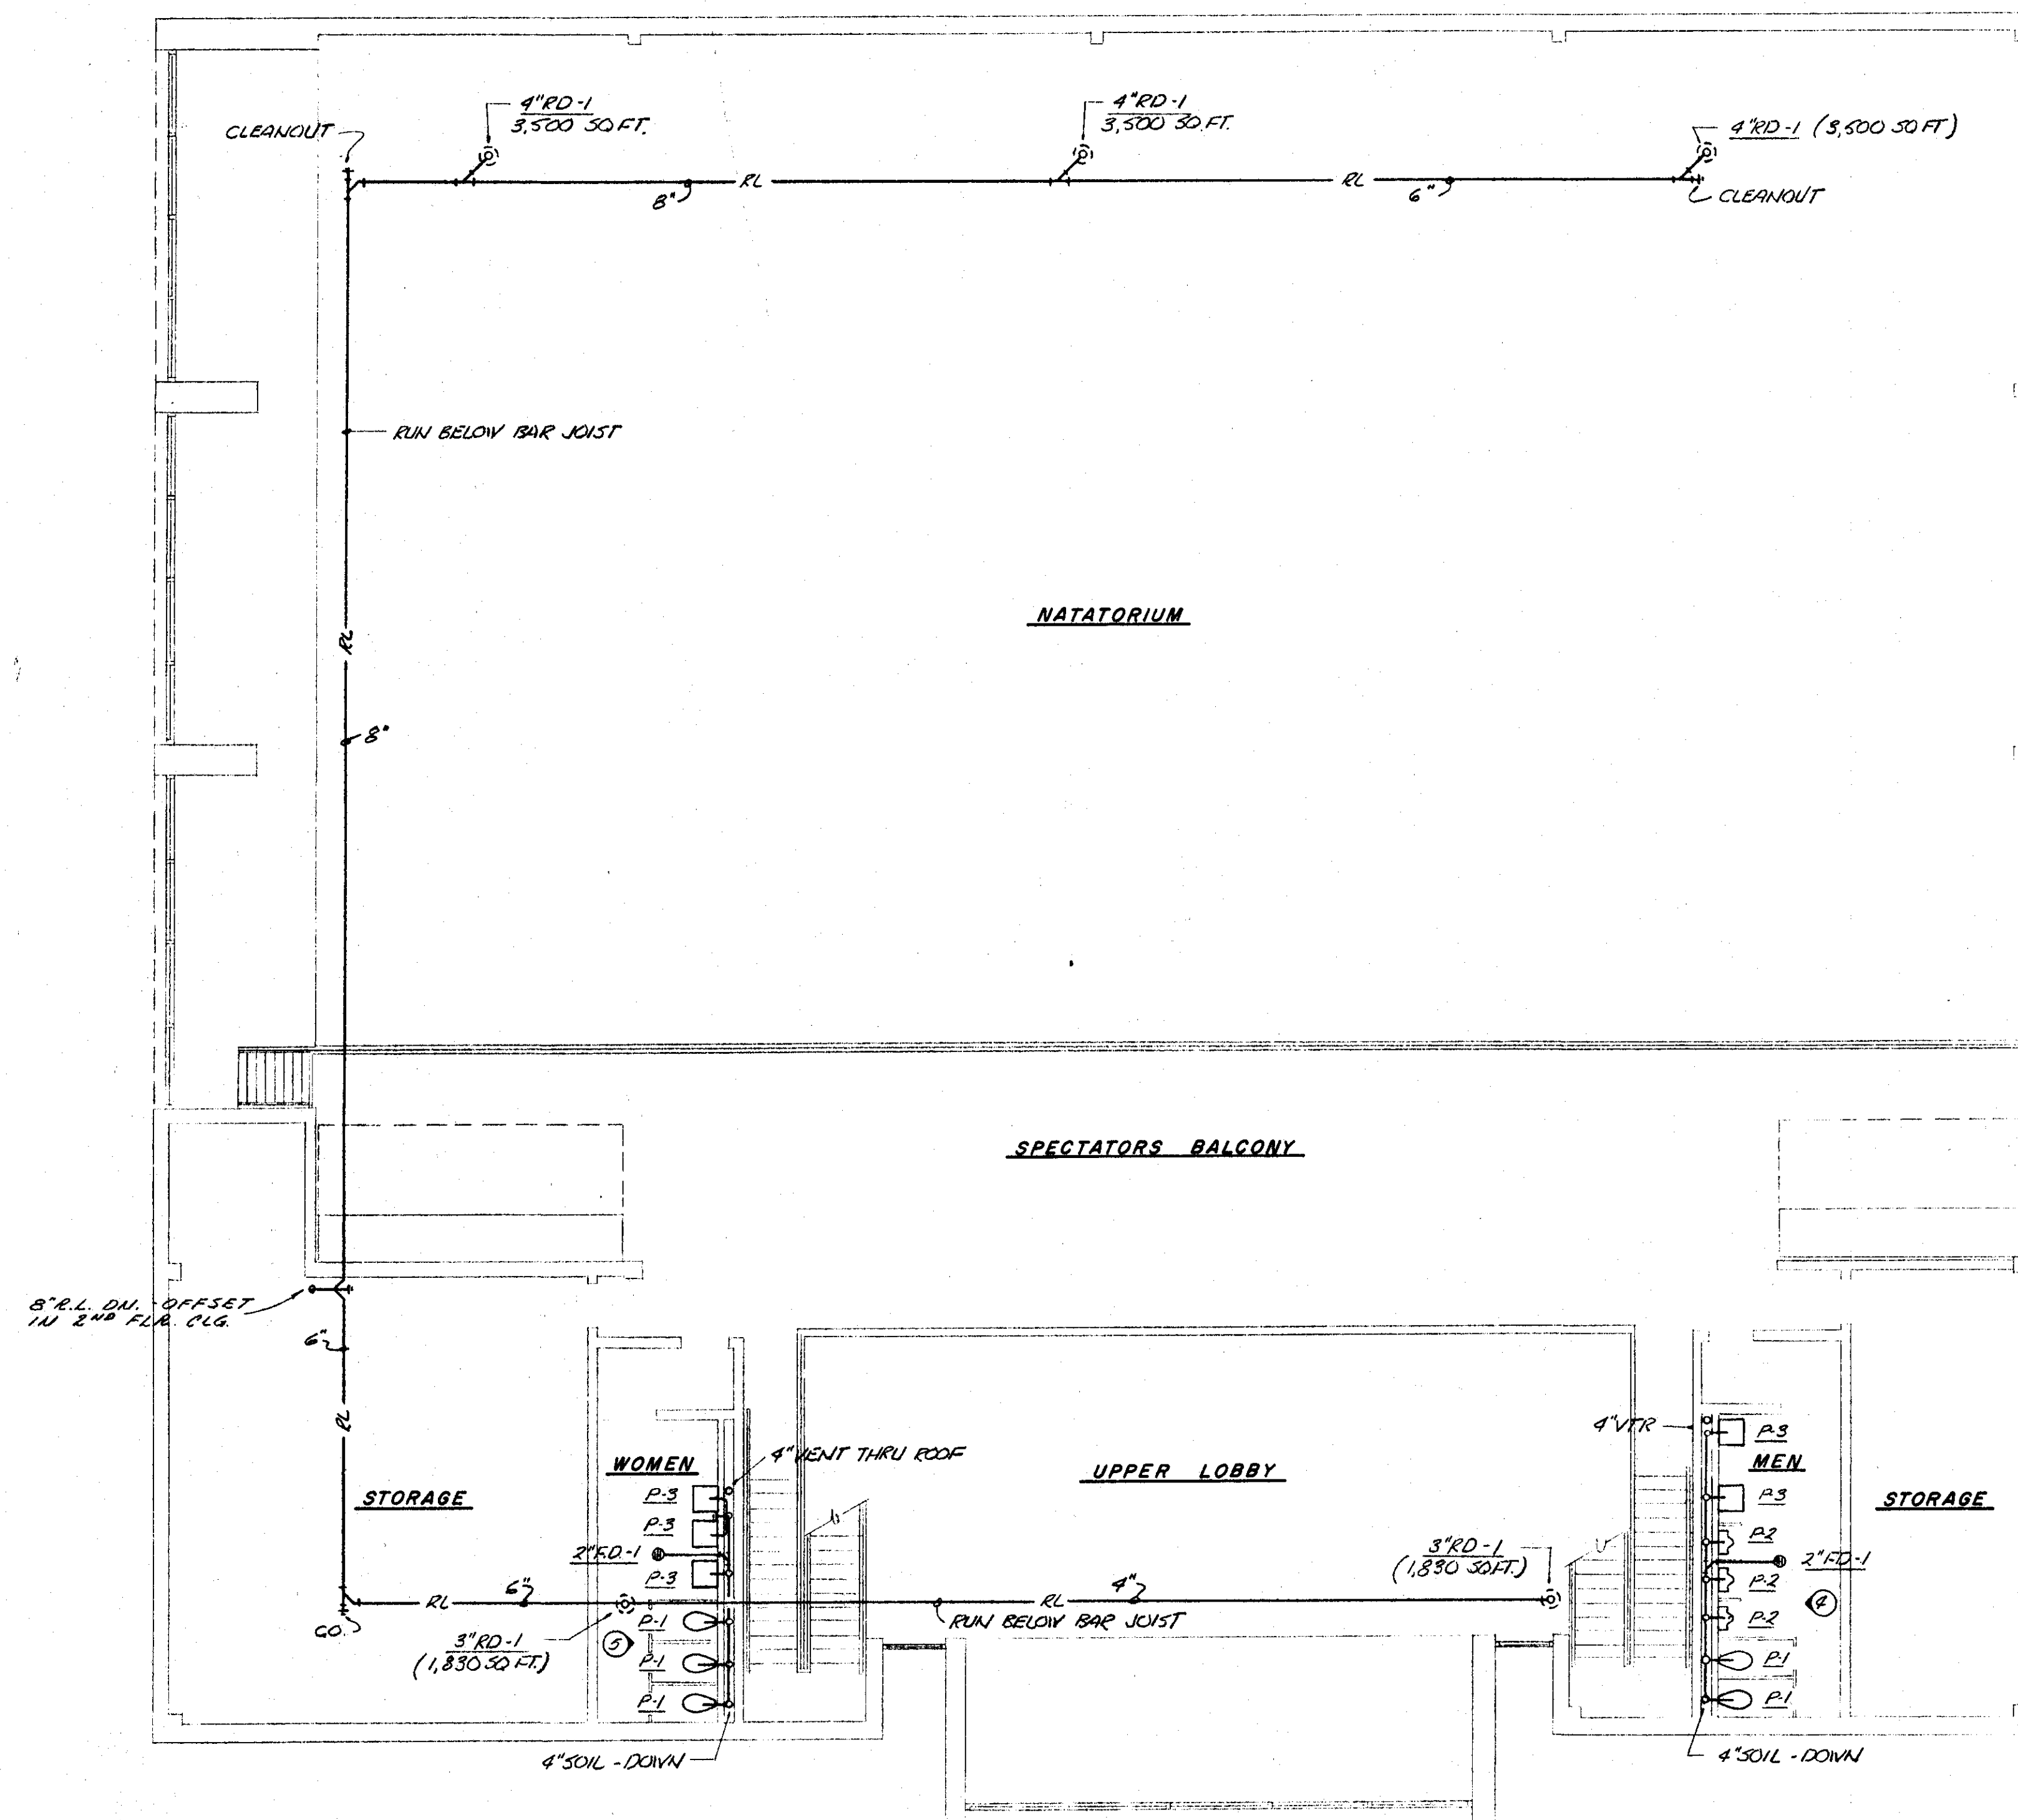 4"RD-1
3,500 SQ FT.
4"RD-1
3,500 SQ. FT.
4"RD-1 (3,500 SQ FT)
CLEANOUT
RL
RL
8"
6"
CLEANOUT
RUN BELOW BAR JOIST
NATATORIUM
RL
8"
SPECTATORS BALCONY
8"R.L. DN. - OFFSET
IN 2ND FLR. CLG.
6"
RL
4"VTR
P-3
MEN
4"VENT THRU ROOF
WOMEN
UPPER LOBBY
STORAGE
P-3
P-3
STORAGE
P-3
P-2
2"F.D.-1
3"RD-1
(1,830 SQ.FT.)
2"FD-1
P-3
P-2
6"
4"
RL
RL
P-2
4
P-1
RUN BELOW BAR JOIST
C.O.
3"RD-1
(1,830 SQ FT.)
5
P-1
P-1
P-1
P-1
4"SOIL - DOWN
4"SOIL - DOWN